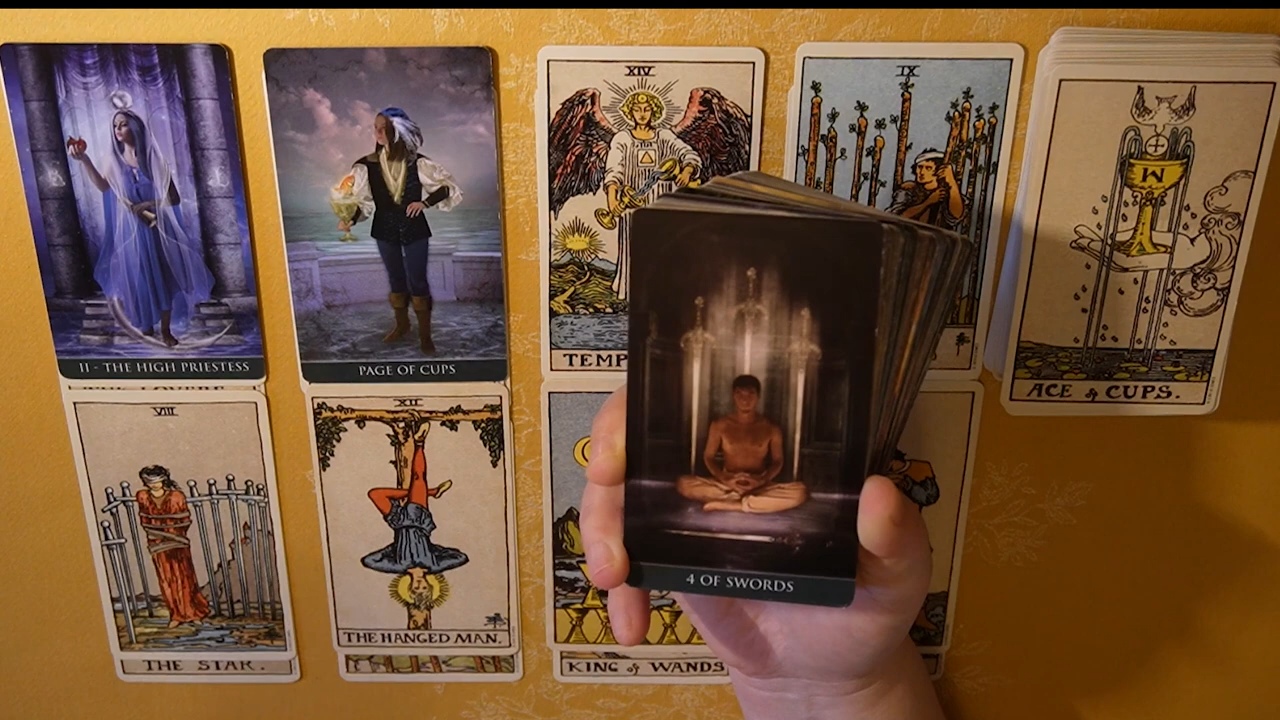 XIV
IX
M
II - THE HIGH PRIESTESS
PAGE OF CUPS
TEMP
ACE of CUPS.
VIII
XII
4 OF SWORDS
THE HANGED MAN.
THE STAR.
KING of WANDS